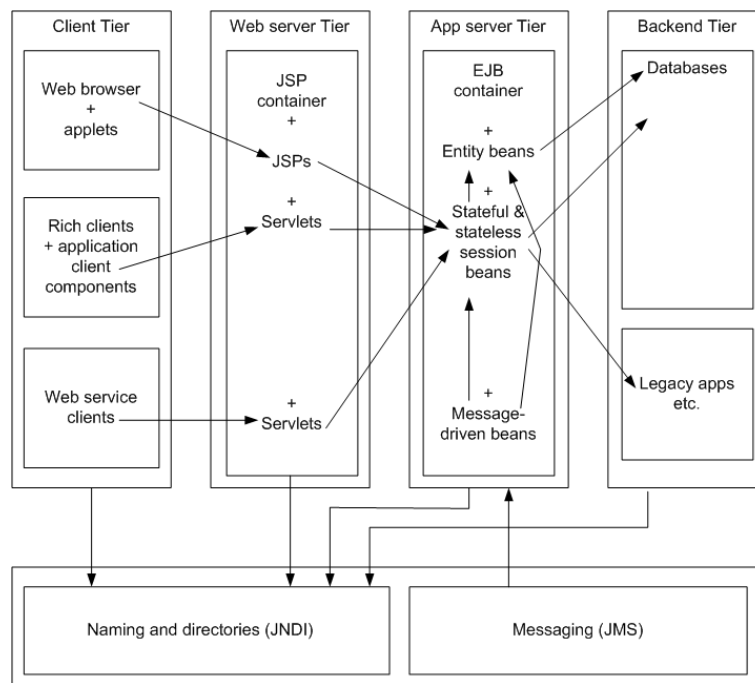 Client Tier
Web browser
+
applets
Rich clients
+ application
client
components
Web service
clients
Web server Tier
JSP
container
+
JSPs
+
Servlets
+
Servlets
App server Tier
EJB
container
+
Entity beans
+
Stateful &
stateless
session
beans
+
Message-
driven beans
Backend Tier
Databases
Legacy apps
etc.
Naming and directories (JNDI)
Messaging (JMS)